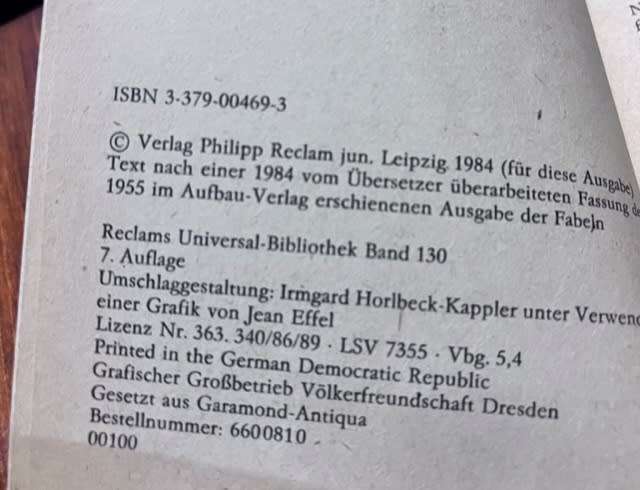 ISBN 3-379-00469-3
© Verlag Philipp Reclam jun. Leipzig 1984 (für diese Ausgabe)
Text nach einer 1984 vom Übersetzer überarbeiteten Fassung
1955 im Aufbau-Verlag erschienenen Ausgabe der Fabeln
Reclams Universal-Bibliothek Band 130
7. Auflage
Umschlaggestaltung: Irmgard Horlbeck-Kappler unter
einer Grafik von Jean Effel
Lizenz Nr. 363. 340/86/89 · LSV 7355 · Vbg. 5,4
Printed in the German Democratic Republic
Grafischer Großbetrieb Völkerfreundschaft Dresden
Gesetzt aus Garamond-Antiqua
Bestellnummer: 6600810
00100